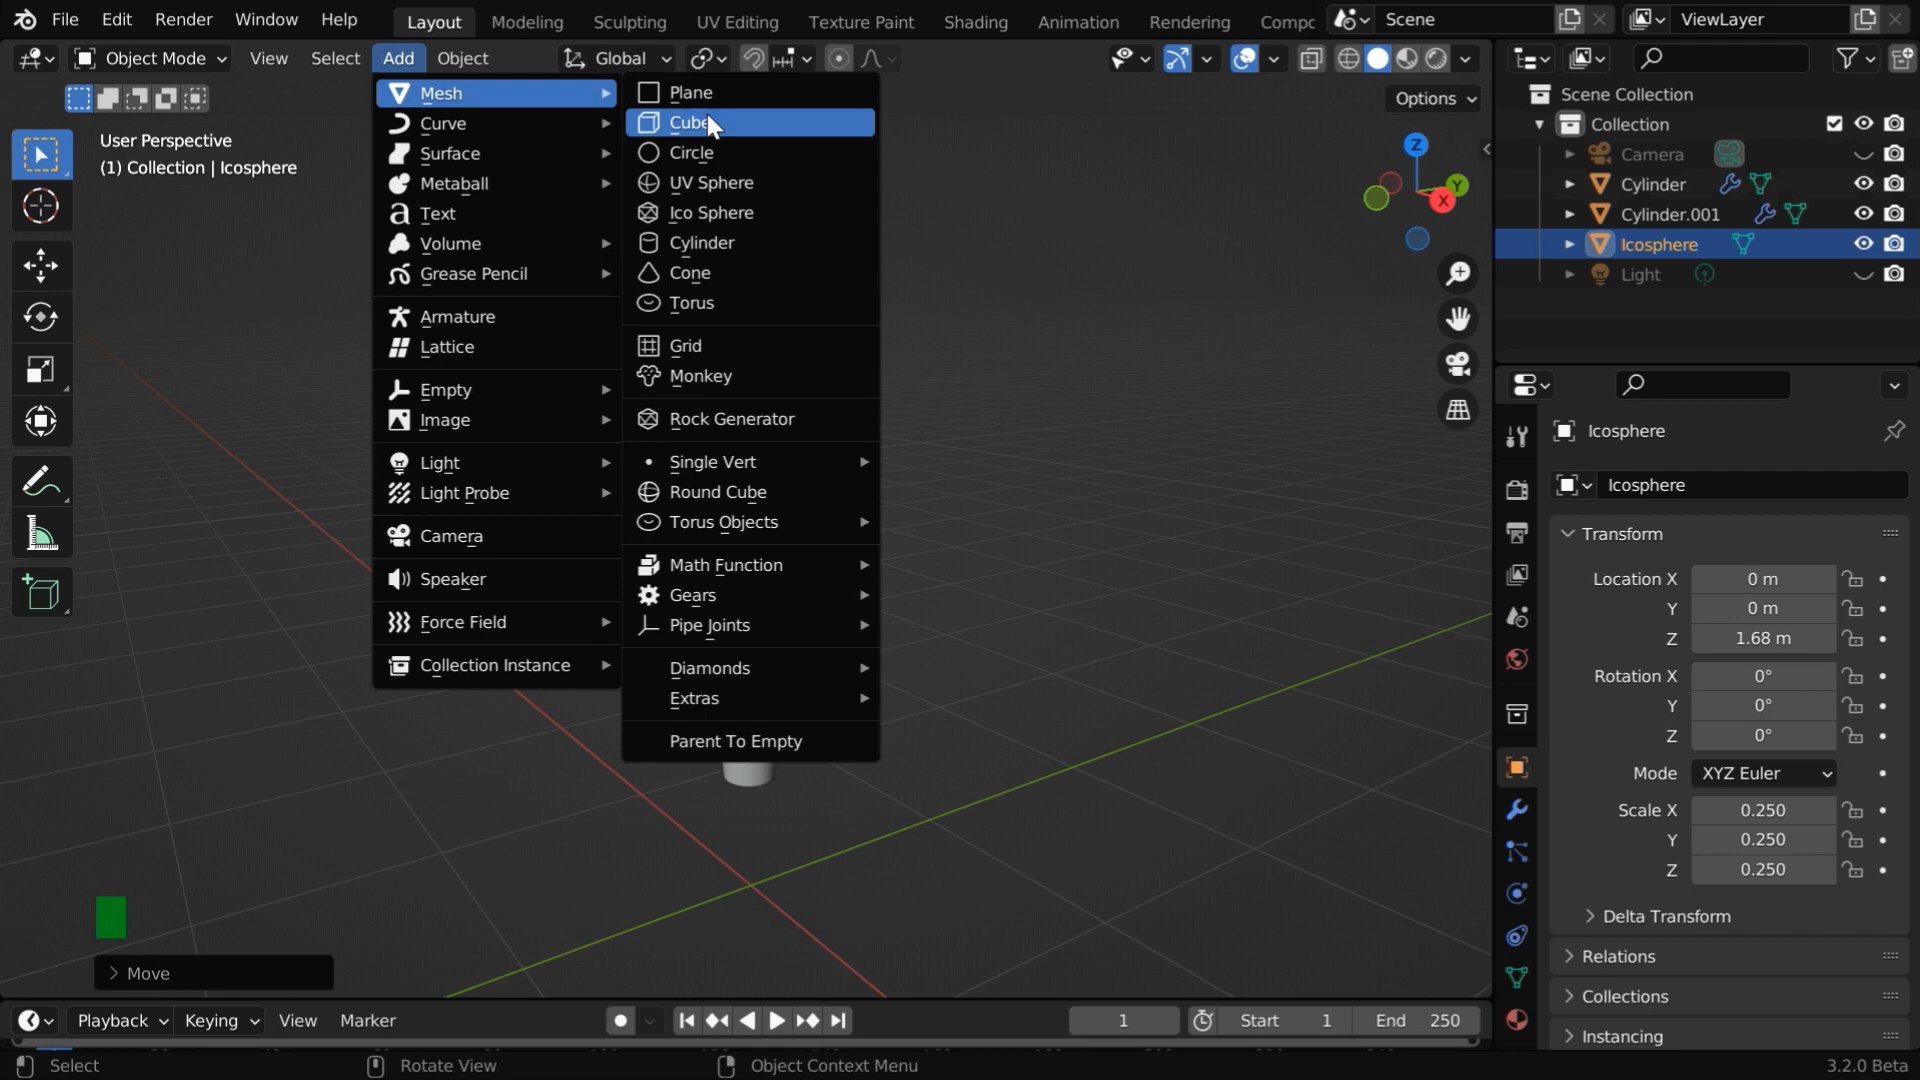 File Edit Render Window Help Layout Modeling Sculpting UV Editing Texture Paint Shading Animation Rendering Compc Scene ViewLayer
Object Mode View Select Add Object Global
Options
User Perspective
(1) Collection | Icosphere
Mesh
Curve
Surface
Metaball
Text
Volume
Grease Pencil
Armature
Lattice
Empty
Image
Light
Light Probe
Camera
Speaker
Force Field
Collection Instance
Plane
Cube
Circle
UV Sphere
Ico Sphere
Cylinder
Cone
Torus
Grid
Monkey
Rock Generator
Single Vert
Round Cube
Torus Objects
Math Function
Gears
Pipe Joints
Diamonds
Extras
Parent To Empty
Z
Y
X
Move
Scene Collection
Collection
Camera
Cylinder
Cylinder.001
Icosphere
Light
Icosphere
Icosphere
Transform
Location X 0 m
Y 0 m
Z 1.68 m
Rotation X 0°
Y 0°
Z 0°
Mode XYZ Euler
Scale X 0.250
Y 0.250
Z 0.250
Delta Transform
Relations
Collections
Instancing
Playback Keying View Marker 1 Start 1 End 250
Select Rotate View Object Context Menu 3.2.0 Beta